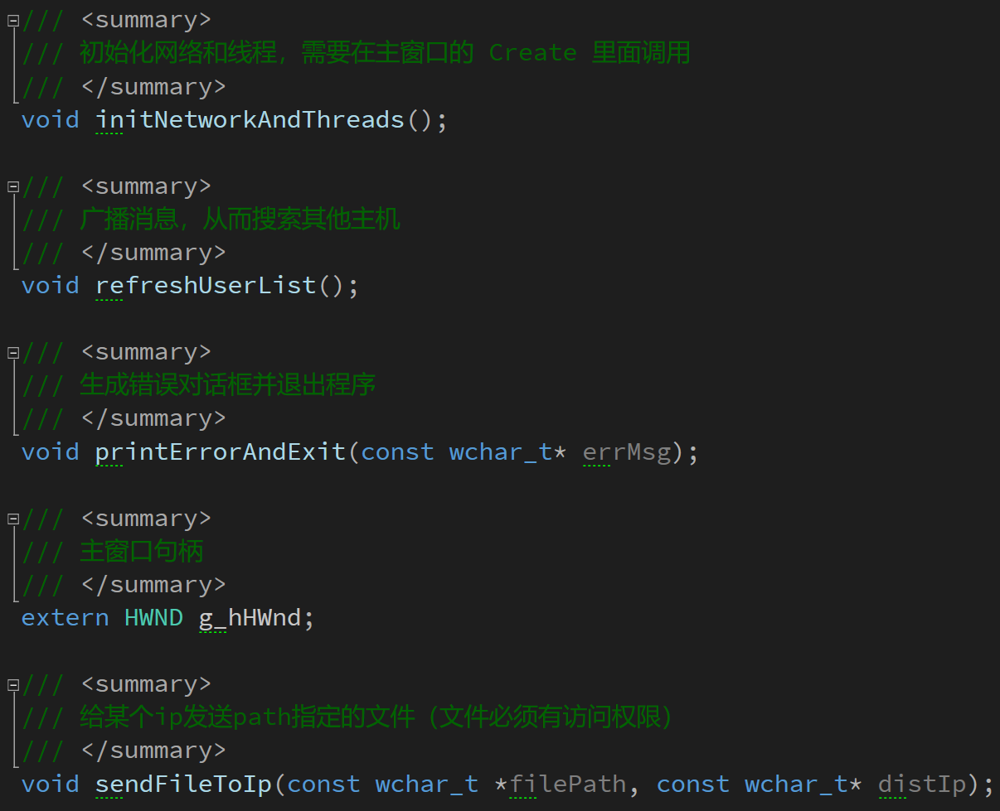 /// <summary>
/// 初始化网络和线程，需要在主窗口的 Create 里面调用
/// </summary>
void initNetworkAndThreads();
/// <summary>
/// 广播消息，从而搜索其他主机
/// </summary>
void refreshUserList();
/// <summary>
/// 生成错误对话框并退出程序
/// </summary>
void printErrorAndExit(const wchar_t* errMsg);
/// <summary>
/// 主窗口句柄
/// </summary>
extern HWND g_hHWnd;
/// <summary>
/// 给某个ip发送path指定的文件（文件必须有访问权限）
/// </summary>
void sendFileToIp(const wchar_t *filePath, const wchar_t* distIp);